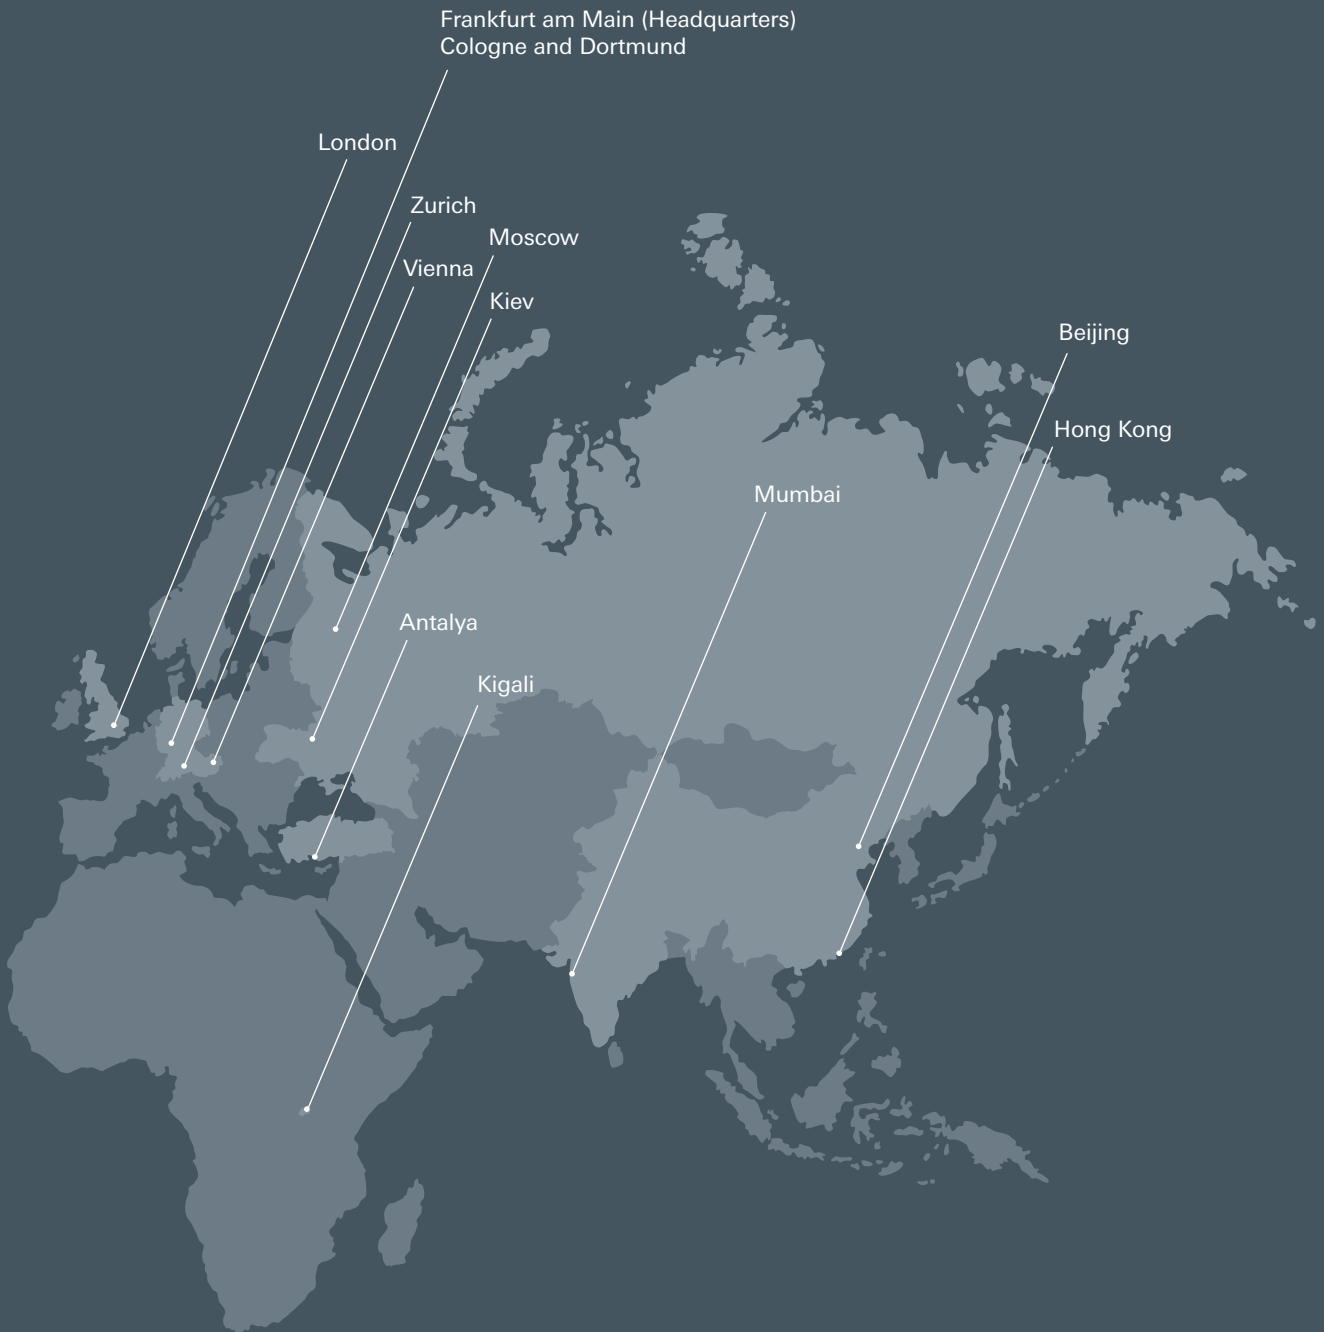 Frankfurt am Main (Headquarters)
Cologne and Dortmund
London
Zurich
Moscow
Vienna
Kiev
Beijing
Hong Kong
Mumbai
Antalya
Kigali